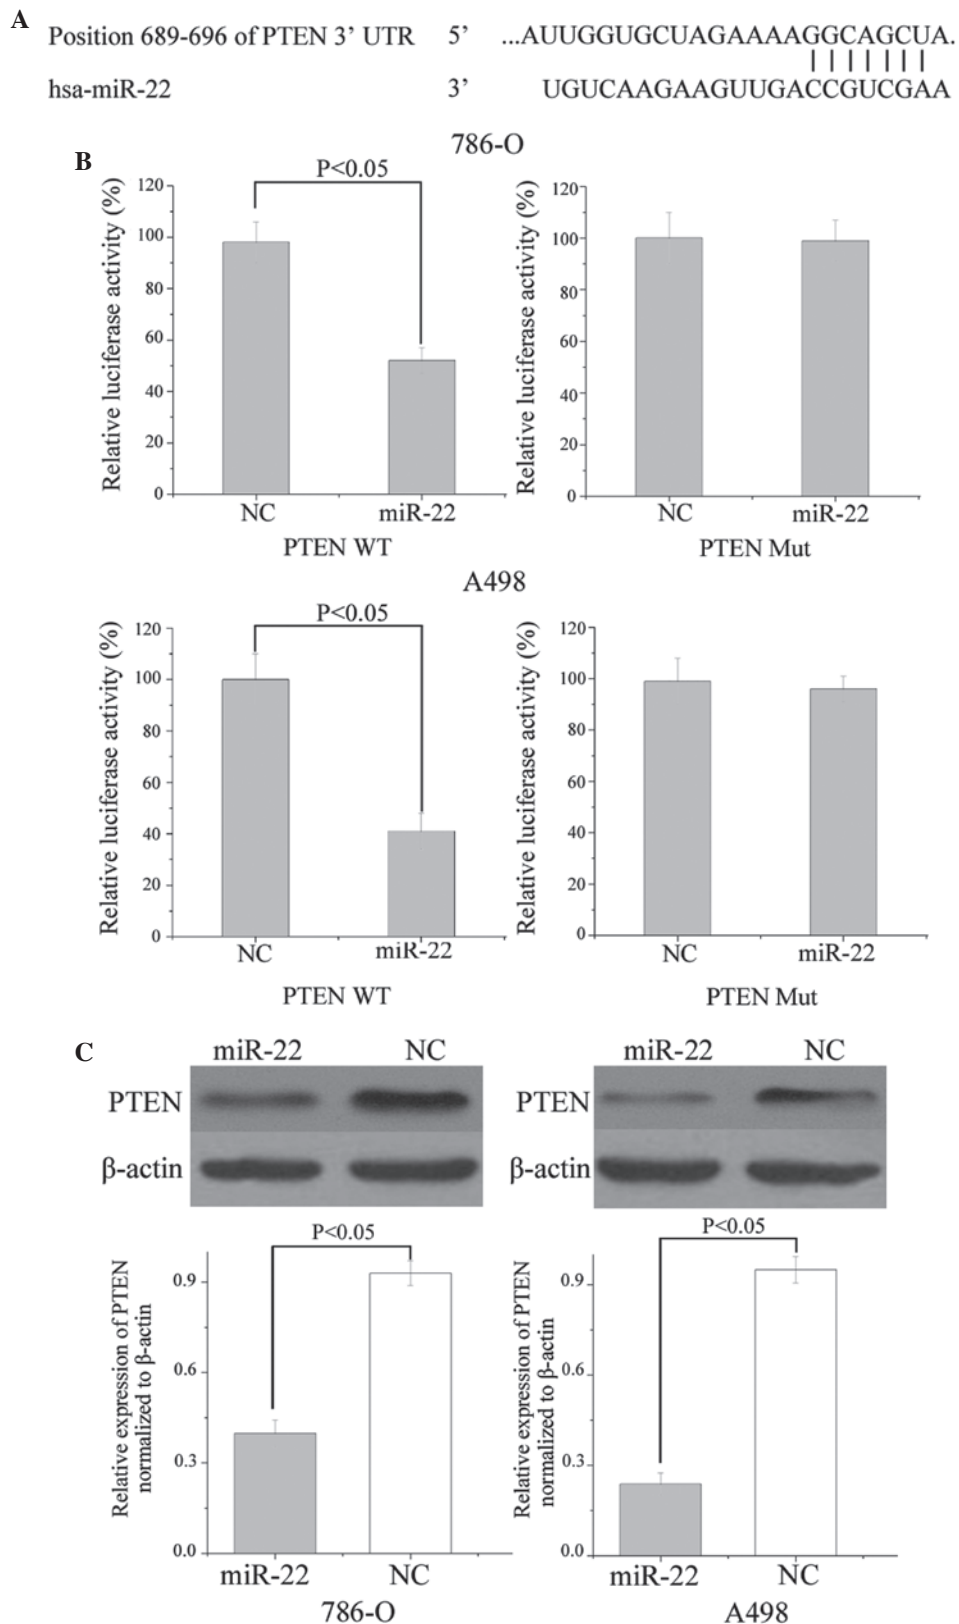 A
Position 689-696 of PTEN 3’ UTR 5’ ...AUUGGUGCUAGAAAAGGCAGCUA.
hsa-miR-22 3’ UGUCAAGAAGUUGACCGUCGAA
B
786-O
P<0.05
Relative luciferase activity (%)
120
100
80
60
40
20
0
NC miR-22
PTEN WT
Relative luciferase activity (%)
120
100
80
60
40
20
0
NC miR-22
PTEN Mut
A498
P<0.05
Relative luciferase activity (%)
120
100
80
60
40
20
0
NC miR-22
PTEN WT
Relative luciferase activity (%)
120
100
80
60
40
20
0
NC miR-22
PTEN Mut
C
miR-22 NC
PTEN
β-actin
miR-22 NC
PTEN
β-actin
P<0.05
Relative expression of PTEN
normalized to β-actin
0.9
0.6
0.3
0.0
miR-22 NC
786-O
P<0.05
Relative expression of PTEN
normalized to β-actin
0.9
0.6
0.3
0.0
miR-22 NC
A498